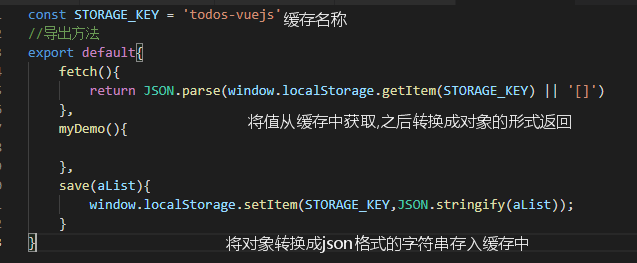 const STORAGE_KEY = 'todos-vuejs' 缓存名称
//导出方法
export default{
fetch(){
return JSON.parse(window.localStorage.getItem(STORAGE_KEY) || '[]')
},
将值从缓存中获取,之后转换成对象的形式返回
myDemo(){
},
save(aList){
window.localStorage.setItem(STORAGE_KEY,JSON.stringify(aList));
}
} 将对象转换成json格式的字符串存入缓存中